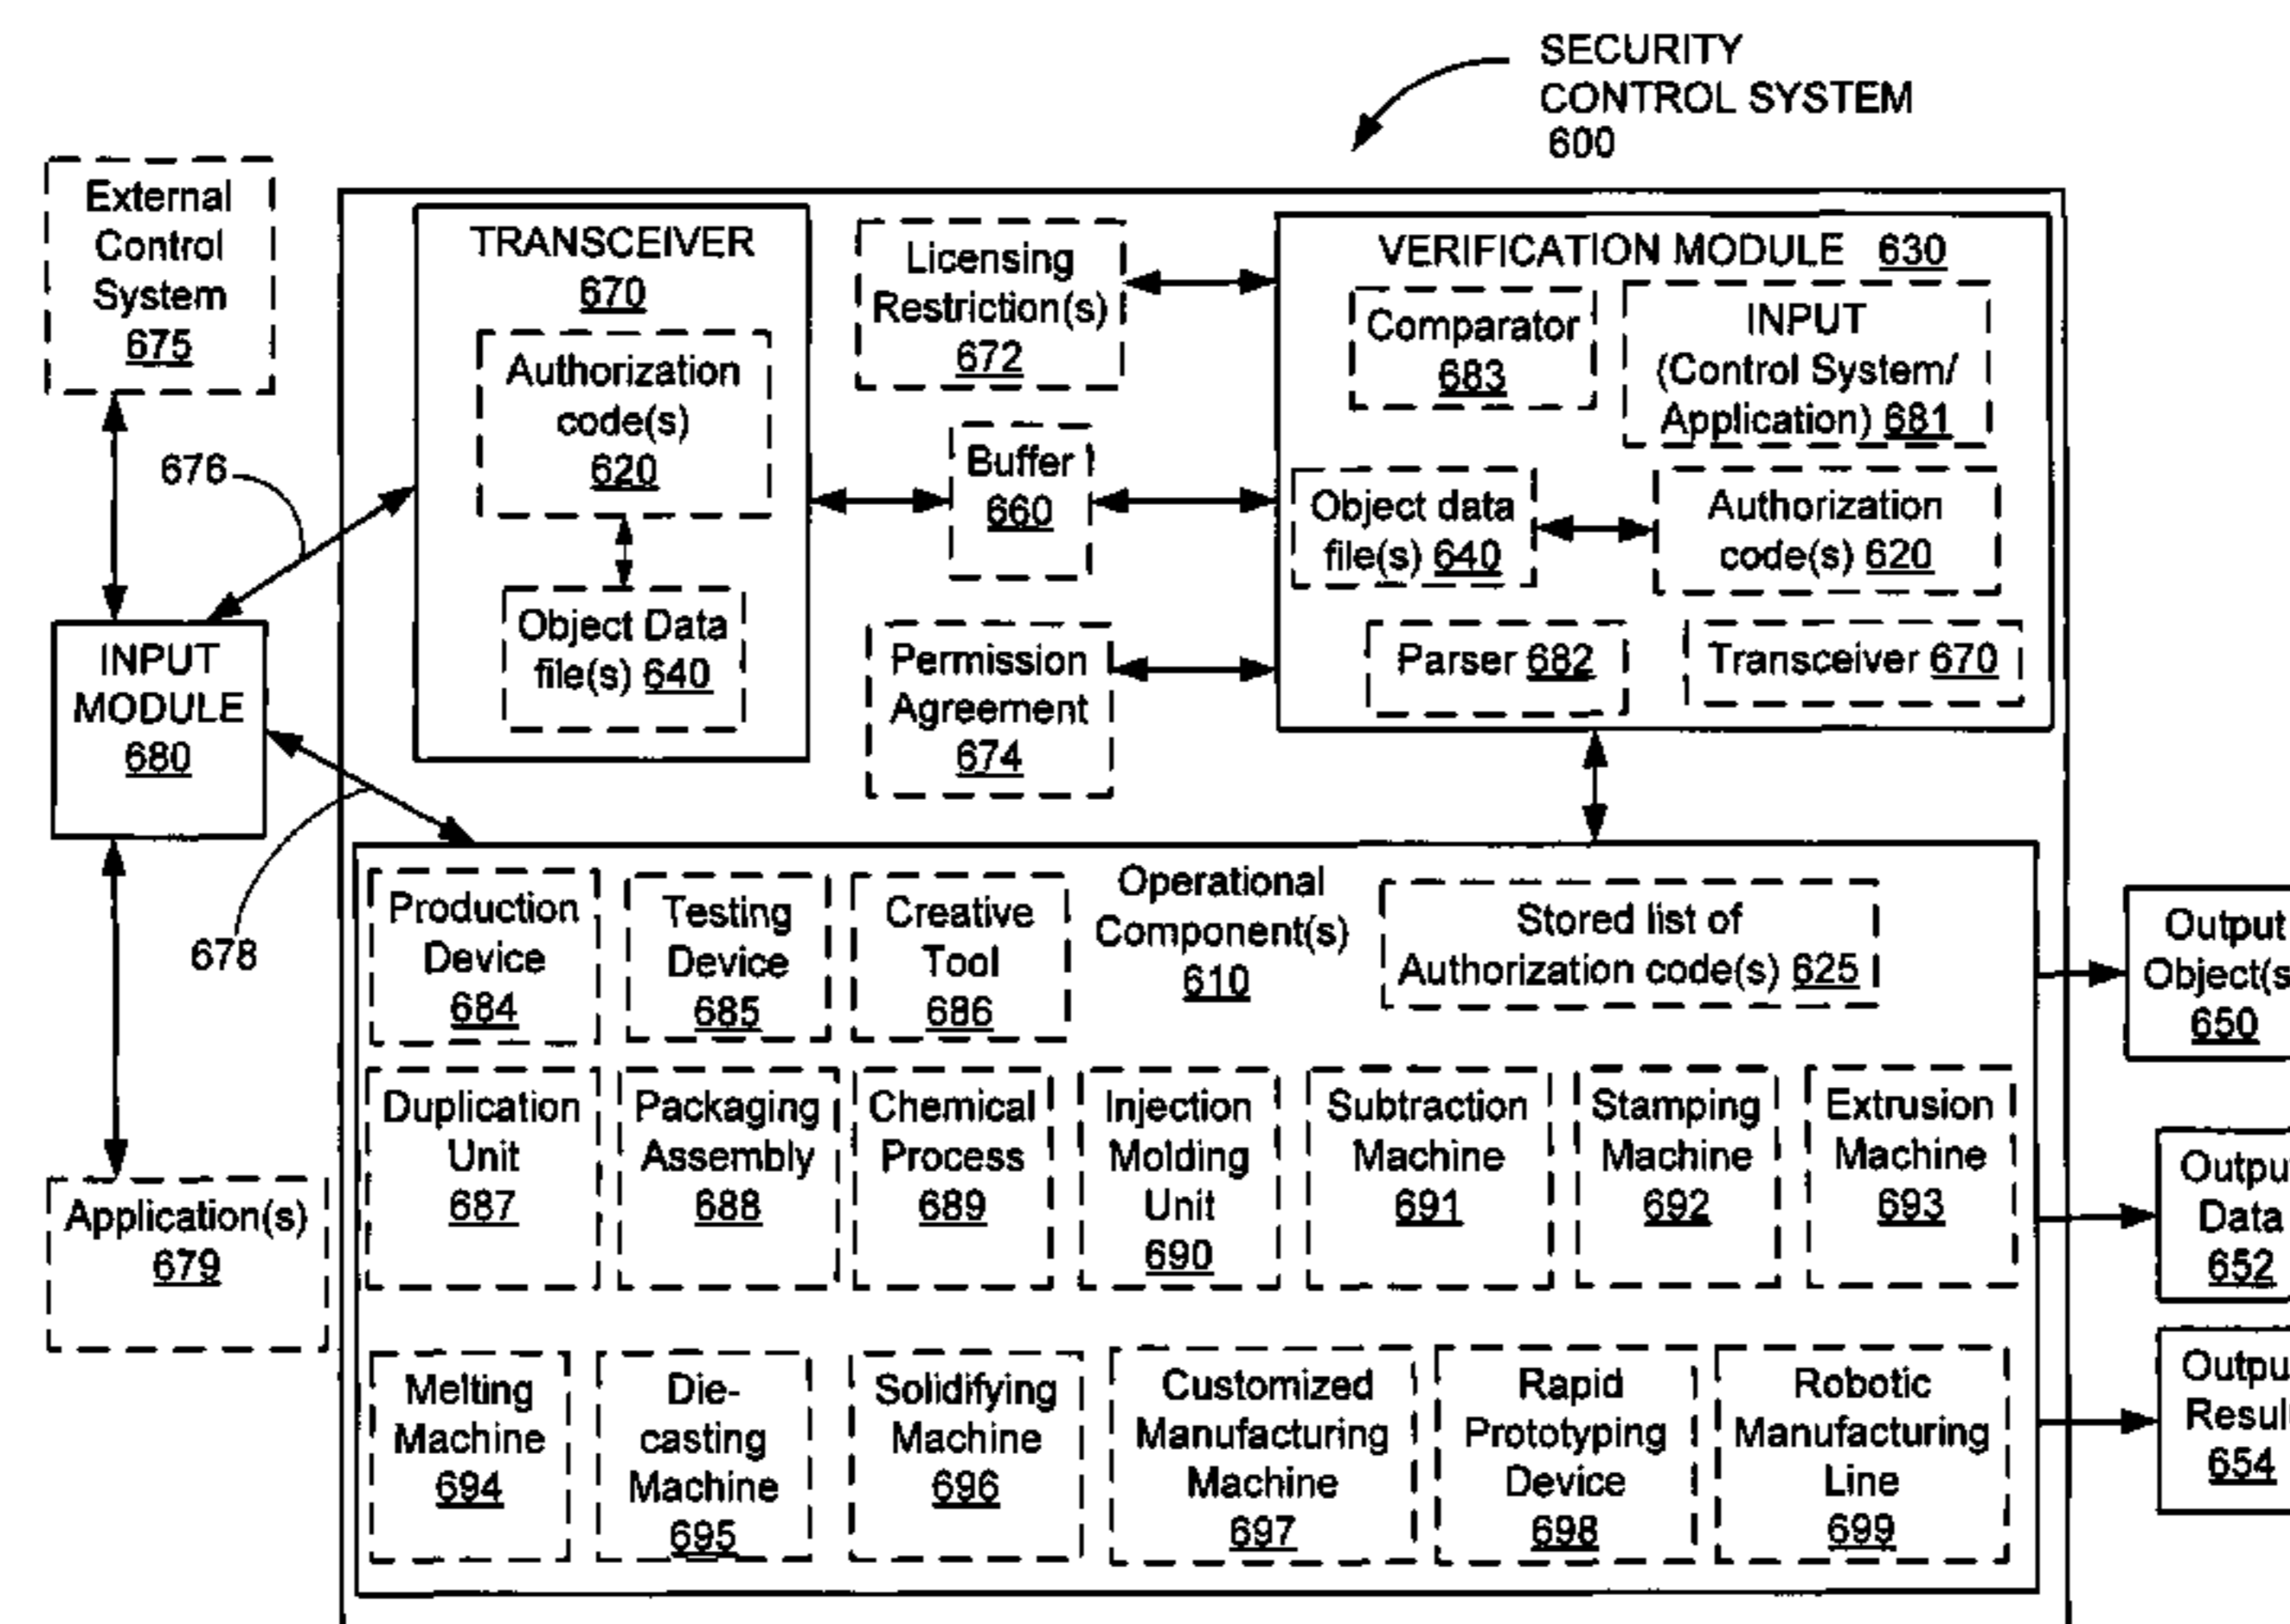 SECURITY
CONTROL SYSTEM
600
External
Control
System
675
TRANSCEIVER
670
Authorization
code(s)
620
Object Data
file(s) 640
Licensing
Restriction(s)
672
Buffer
660
Permission
Agreement
674
VERIFICATION MODULE 630
Comparator
683
INPUT
(Control System/
Application) 681
Object data
file(s) 640
Authorization
code(s) 620
Parser 682
Transceiver 670
676
INPUT
MODULE
680
678
Application(s)
679
Operational
Component(s)
610
Stored list of
Authorization code(s) 625
Production
Device
684
Testing
Device
685
Creative
Tool
686
Duplication
Unit
687
Packaging
Assembly
688
Chemical
Process
689
Injection
Molding
Unit
690
Subtraction
Machine
691
Stamping
Machine
692
Extrusion
Machine
693
Melting
Machine
694
Die-
casting
Machine
695
Solidifying
Machine
696
Customized
Manufacturing
Machine
697
Rapid
Prototyping
Device
698
Robotic
Manufacturing
Line
699
Output
Object(s
650
Output
Data
652
Output
Result
654